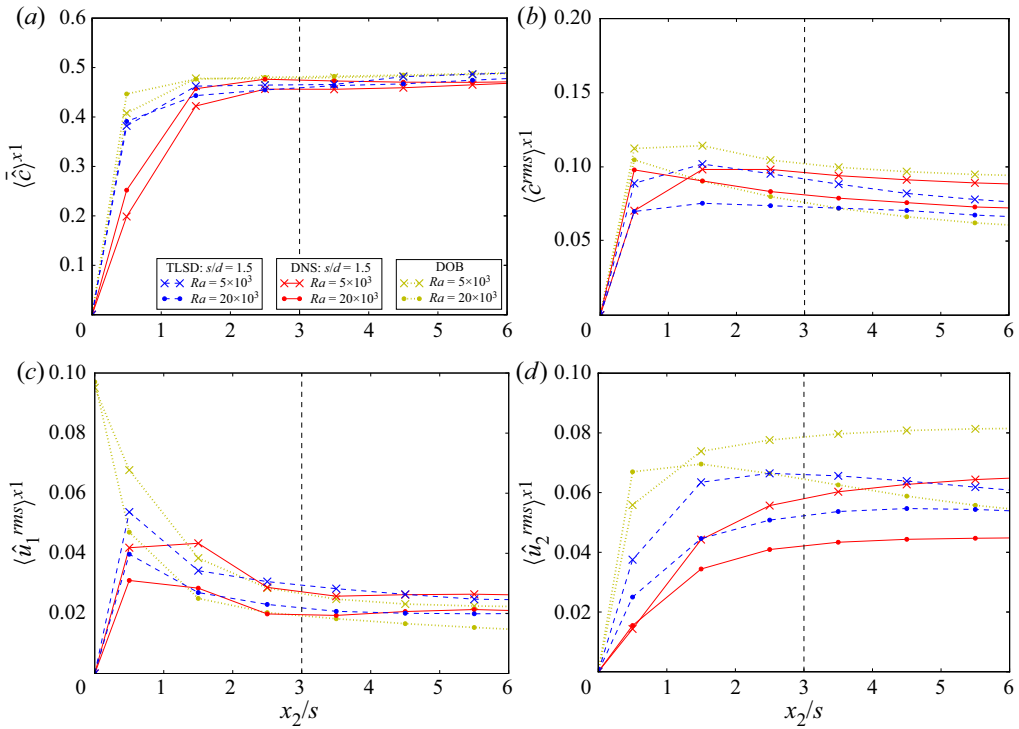 (a)
0.6
0.5
0.4
0.3
0.2
0.1
0
1
2
3
4
5
6
⟨ĉ̄⟩^x1
TLSD: s/d = 1.5
Ra = 5×10³
Ra = 20×10³
DNS: s/d = 1.5
Ra = 5×10³
Ra = 20×10³
DOB
Ra = 5×10³
Ra = 20×10³
(b)
0.20
0.15
0.10
0.05
0
1
2
3
4
5
6
⟨ĉ^rms⟩^x1
(c)
0.10
0.08
0.06
0.04
0.02
0
1
2
3
4
5
6
⟨û₁^rms⟩^x1
x₂/s
(d)
0.10
0.08
0.06
0.04
0.02
0
1
2
3
4
5
6
⟨û₂^rms⟩^x1
x₂/s